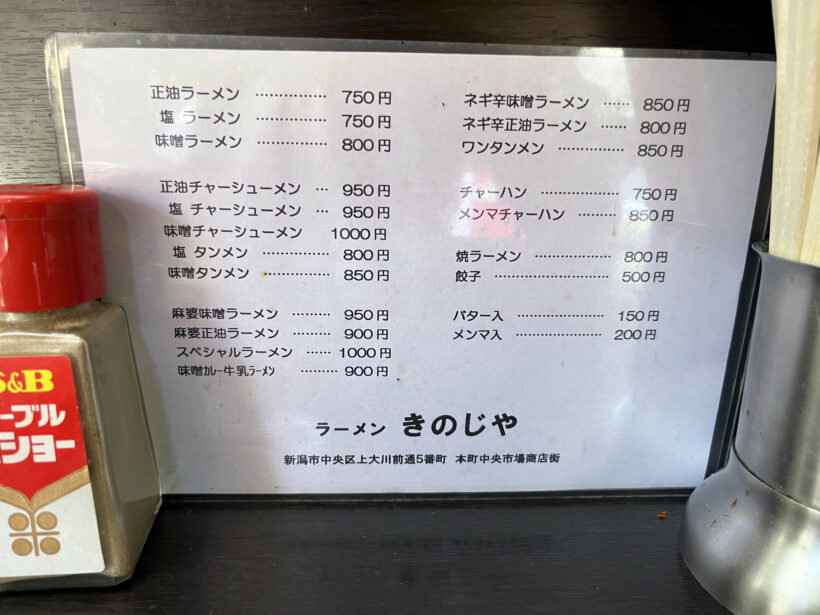 正油ラーメン …………… 750円
塩 ラーメン …………… 750円
味噌ラーメン …………… 800円
正油チャーシューメン … 950円
塩 チャーシューメン … 950円
味噌チャーシューメン 1000円
塩 タンメン …………… 800円
味噌タンメン …………… 850円
麻婆味噌ラーメン ……… 950円
麻婆正油ラーメン ……… 900円
スペシャルラーメン …… 1000円
味噌カレー牛乳ラーメン ……… 900円
ネギ辛味噌ラーメン …… 850円
ネギ辛正油ラーメン …… 800円
ワンタンメン …………… 850円
チャーハン …………… 750円
メンマチャーハン ……… 850円
焼ラーメン …………… 800円
餃子 …………………… 500円
バター入 ……………… 150円
メンマ入 ……………… 200円
ラーメン きのじや
新潟市中央区上大川前通5番町 本町中央市場商店街
S&B
ーブル
ショー